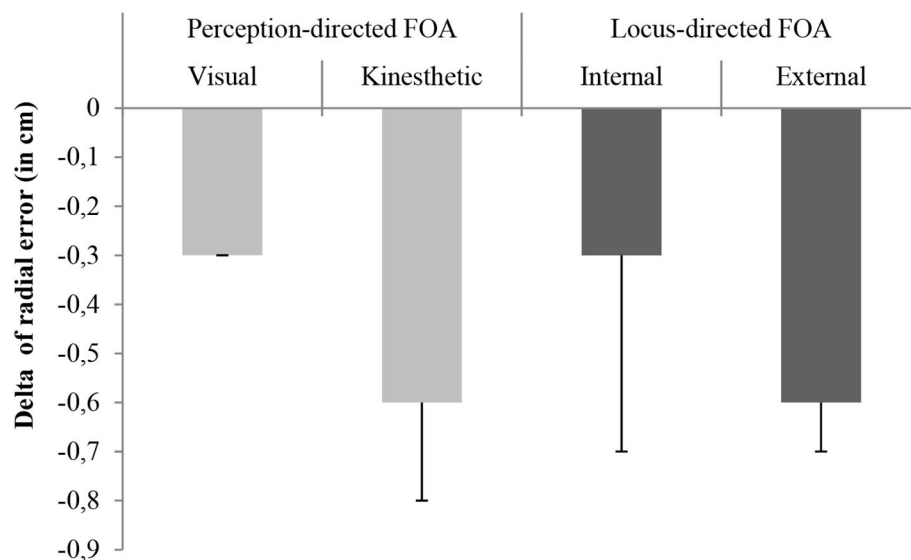 Perception-directed FOA
Locus-directed FOA
Visual
Kinesthetic
Internal
External
Delta of radial error (in cm)
0
-0,1
-0,2
-0,3
-0,4
-0,5
-0,6
-0,7
-0,8
-0,9